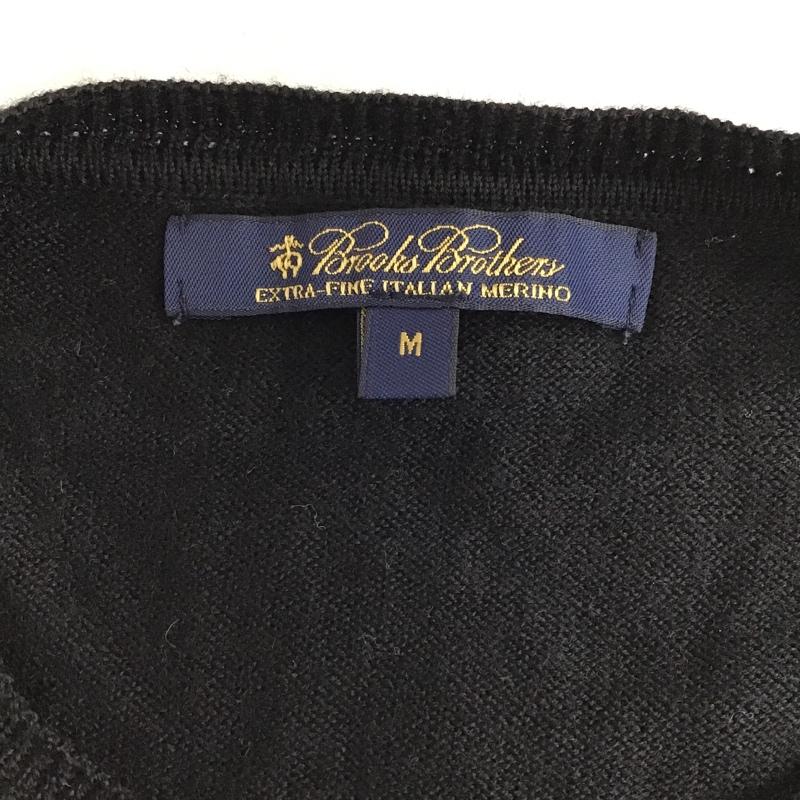 Brooks Brothers
EXTRA-FINE ITALIAN MERINO
M